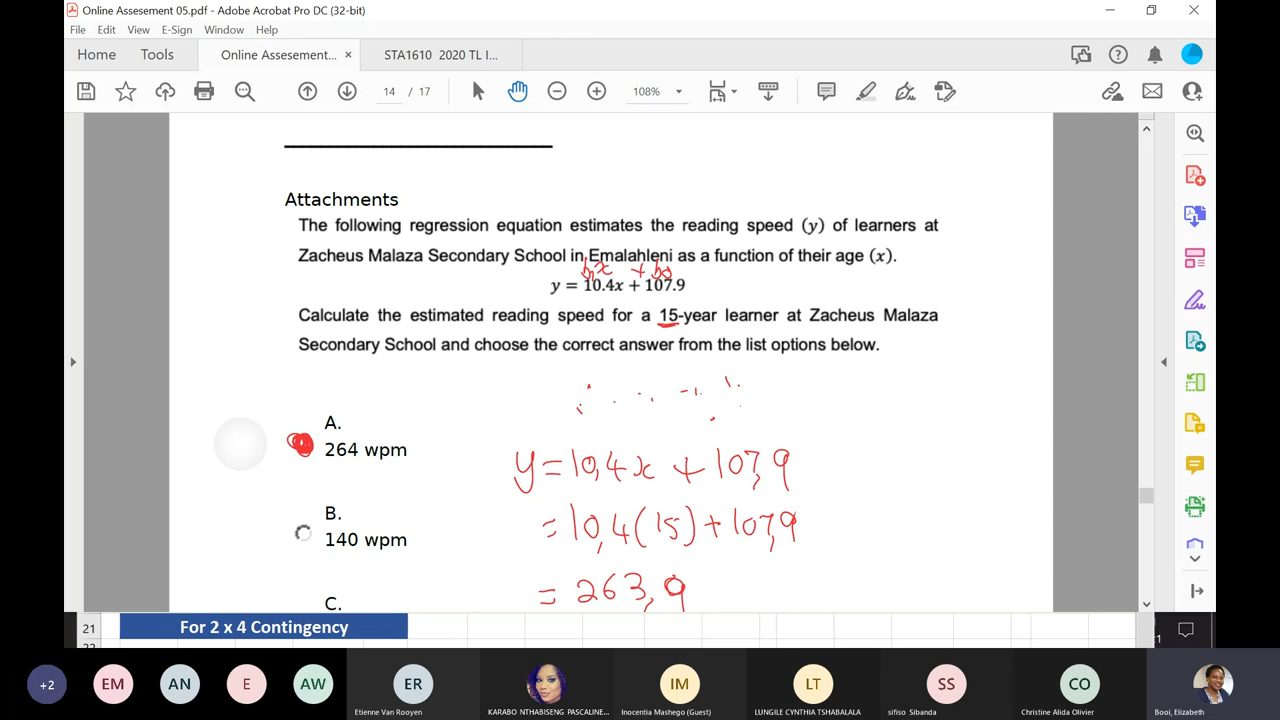 Online Assesement 05.pdf - Adobe Acrobat Pro DC (32-bit)
File Edit View E-Sign Window Help
Home Tools Online Assesement... × STA1610 2020 TL I...
14 / 17 108%
Attachments
The following regression equation estimates the reading speed (y) of learners at
Zacheus Malaza Secondary School in Emalahleni as a function of their age (x).
b₁x + b₀
y = 10.4x + 107.9
Calculate the estimated reading speed for a 15-year learner at Zacheus Malaza
Secondary School and choose the correct answer from the list options below.
A.
264 wpm
y = 10,4x + 107,9
B.
= 10,4(15) + 107,9
140 wpm
= 263,9
C.
21 For 2 x 4 Contingency
+2 EM AN E AW ER IM LT SS CO
Etienne Van Rooyen KARABO NTHABISENG PASCALINE... Inocentia Mashego (Guest) LUNGILE CYNTHIA TSHABALALA sifiso Sibanda Christine Alida Olivier Booi, Elizabeth